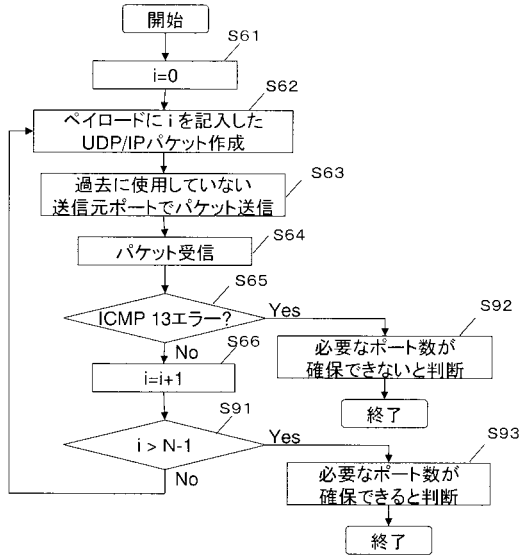 開始
S61
i=0
S62
ペイロードにiを記入した
UDP/IPパケット作成
S63
過去に使用していない
送信元ポートでパケット送信
S64
パケット受信
S65
ICMP 13エラー?
Yes
No
S92
必要なポート数が
確保できないと判断
終了
S66
i=i+1
S91
i > N-1
Yes
No
S93
必要なポート数が
確保できると判断
終了